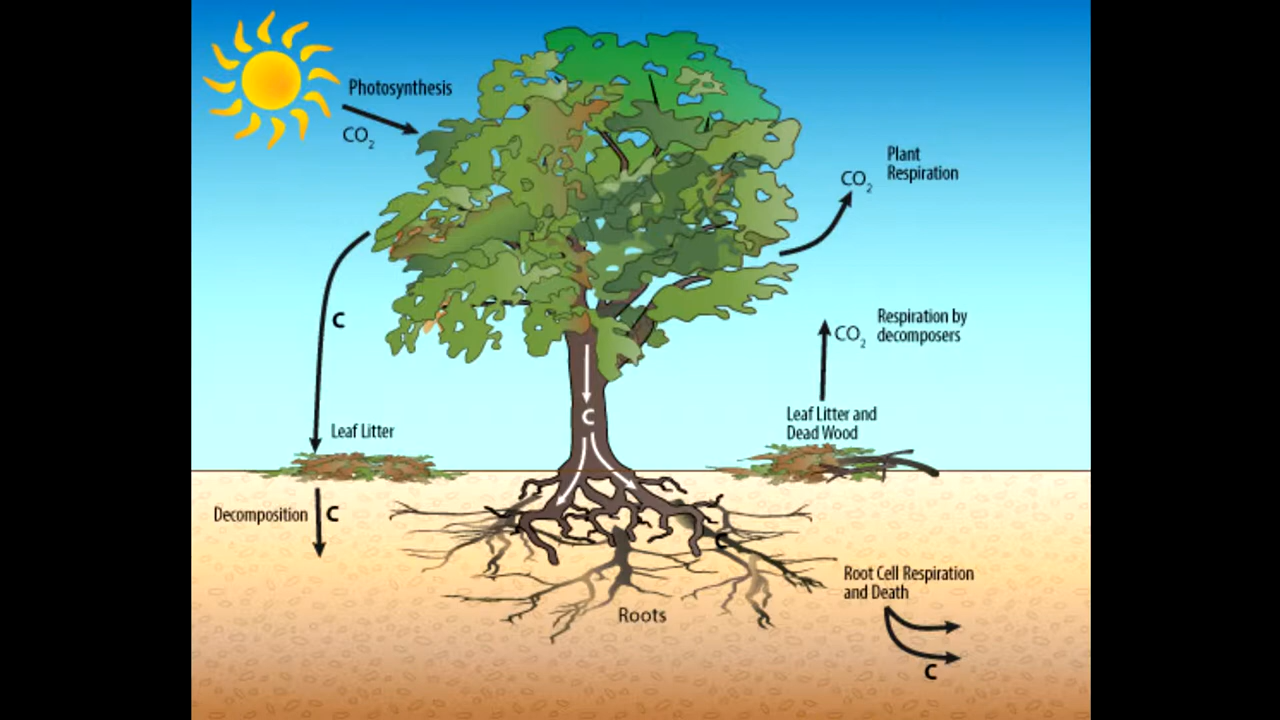 Photosynthesis
CO₂
Plant
Respiration
CO₂
C
Respiration by
decomposers
CO₂
Leaf Litter and
Dead Wood
C
Leaf Litter
Decomposition
C
C
Root Cell Respiration
and Death
Roots
C